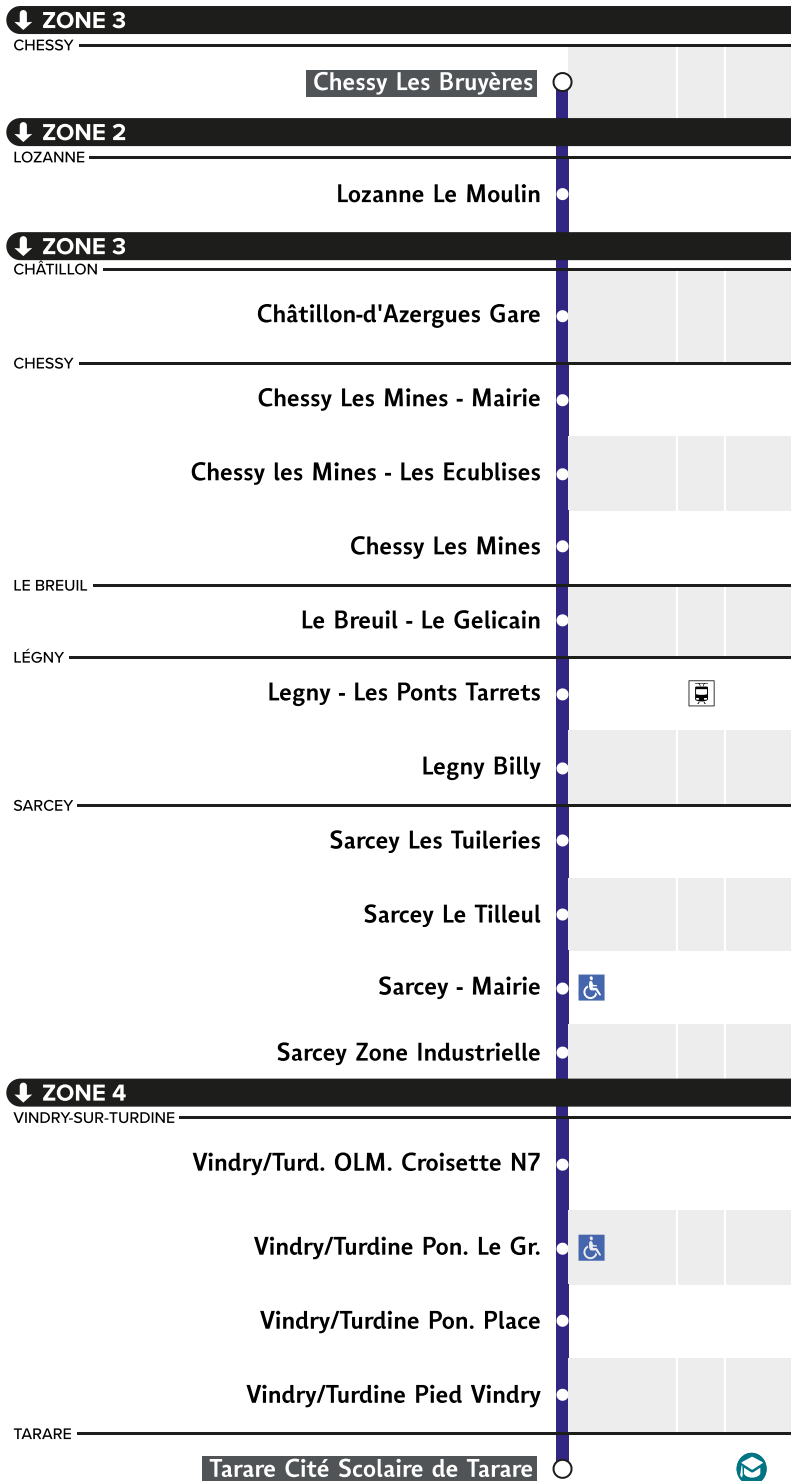 ZONE 3
CHESSY
Chessy Les Bruyères
ZONE 2
LOZANNE
Lozanne Le Moulin
ZONE 3
CHÂTILLON
Châtillon-d'Azergues Gare
CHESSY
Chessy Les Mines - Mairie
Chessy les Mines - Les Ecublises
Chessy Les Mines
LE BREUIL
Le Breuil - Le Gelicain
LÉGNY
Legny - Les Ponts Tarrets
Legny Billy
SARCEY
Sarcey Les Tuileries
Sarcey Le Tilleul
Sarcey - Mairie
Sarcey Zone Industrielle
ZONE 4
VINDRY-SUR-TURDINE
Vindry/Turd. OLM. Croisette N7
Vindry/Turdine Pon. Le Gr.
Vindry/Turdine Pon. Place
Vindry/Turdine Pied Vindry
TARARE
Tarare Cité Scolaire de Tarare